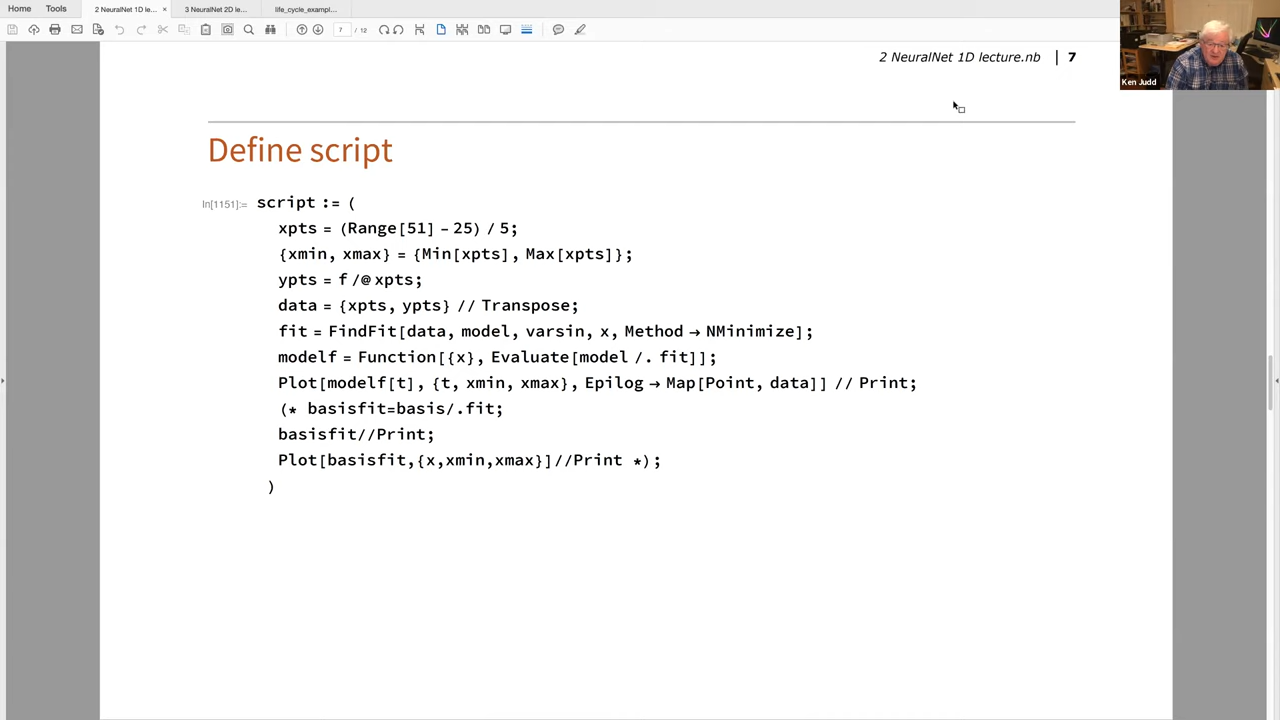 Home Tools 2 NeuralNet 1D le... × 3 NeuralNet 2D le... life_cycle_exampl...
7 / 12
Ken Judd
2 NeuralNet 1D lecture.nb | 7
Define script
In[1151]:= script := (
xpts = (Range[51] - 25) / 5;
{xmin, xmax} = {Min[xpts], Max[xpts]};
ypts = f /@ xpts;
data = {xpts, ypts} // Transpose;
fit = FindFit[data, model, varsin, x, Method → NMinimize];
modelf = Function[{x}, Evaluate[model /. fit]];
Plot[modelf[t], {t, xmin, xmax}, Epilog → Map[Point, data]] // Print;
(* basisfit=basis/.fit;
basisfit//Print;
Plot[basisfit,{x,xmin,xmax}]//Print *);
)